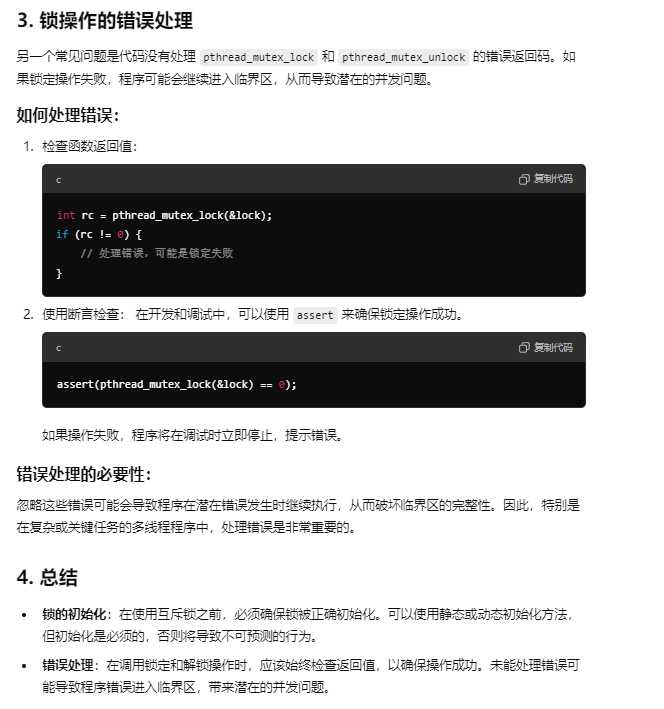 3. 锁操作的错误处理
另一个常见问题是代码没有处理 pthread_mutex_lock 和 pthread_mutex_unlock 的错误返回码。如
果锁定操作失败，程序可能会继续进入临界区，从而导致潜在的并发问题。
如何处理错误：
1. 检查函数返回值：
c 复制代码
int rc = pthread_mutex_lock(&lock);
if (rc != 0) {
    // 处理错误，可能是锁定失败
}
2. 使用断言检查： 在开发和调试中，可以使用 assert 来确保锁定操作成功。
c 复制代码
assert(pthread_mutex_lock(&lock) == 0);
如果操作失败，程序将在调试时立即停止，提示错误。
错误处理的必要性：
忽略这些错误可能会导致程序在潜在错误发生时继续执行，从而破坏临界区的完整性。因此，特别是
在复杂或关键任务的多线程程序中，处理错误是非常重要的。
4. 总结
• 锁的初始化：在使用互斥锁之前，必须确保锁被正确初始化。可以使用静态或动态初始化方法，
但初始化是必须的，否则将导致不可预测的行为。
• 错误处理：在调用锁定和解锁操作时，应该始终检查返回值，以确保操作成功。未能处理错误可
能导致程序错误进入临界区，带来潜在的并发问题。